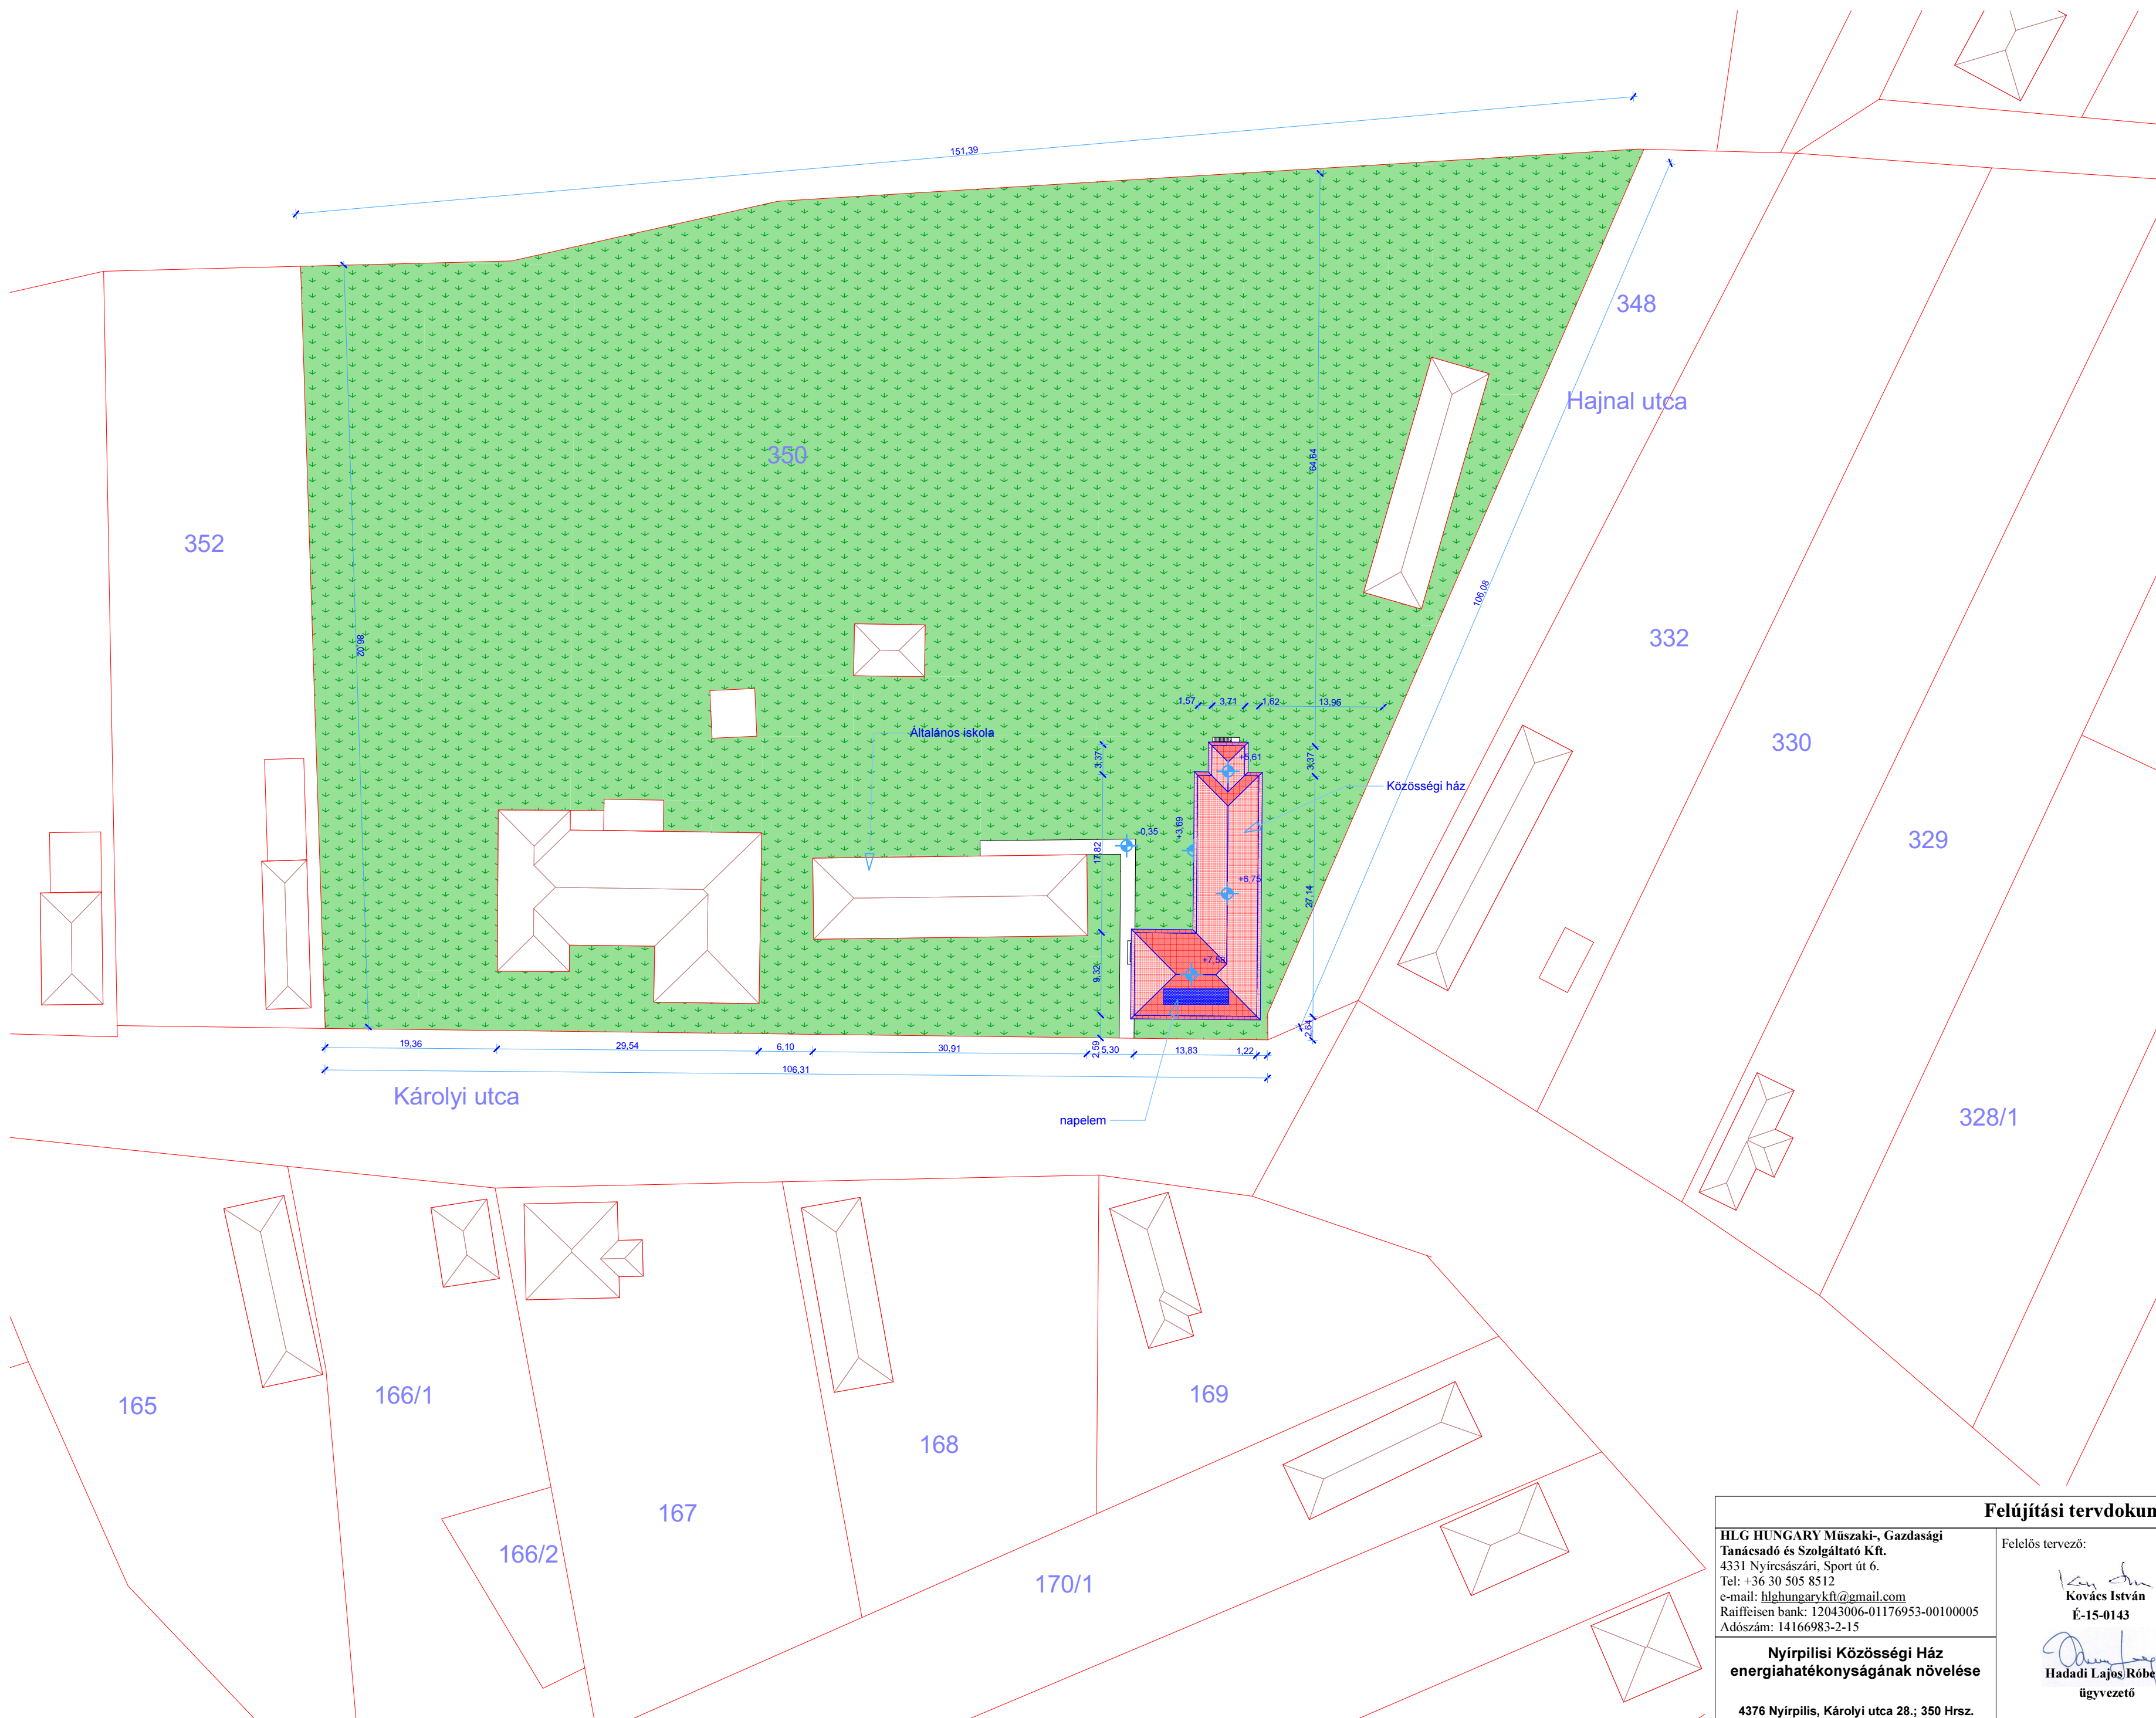 151,39
348
Hajnal utca
350
64,64
352
106,08
86,02
332
1,57
3,71
1,62
13,95
Általános iskola
330
3,37
+5,61
3,37
Közösségi ház
-0,35
+3,69
329
17,82
+6,75
27,14
+7,58
9,32
2,64
19,36
29,54
6,10
30,91
2,59
5,30
13,83
1,22
106,31
Károlyi utca
napelem
328/1
165
166/1
169
168
167
166/2
170/1
Felújítási tervdokun
HLG HUNGARY Műszaki-, Gazdasági
Tanácsadó és Szolgáltató Kft.
4331 Nyírcsászári, Sport út 6.
Tel: +36 30 505 8512
e-mail: hlghungarykft@gmail.com
Raiffeisen bank: 12043006-01176953-00100005
Adószám: 14166983-2-15
Felelős tervező:
Kovács István
É-15-0143
Hadadi Lajos Róbe
ügyvezető
Nyírpilisi Közösségi Ház
energiahatékonyságának növelése
4376 Nyírpilis, Károlyi utca 28.; 350 Hrsz.